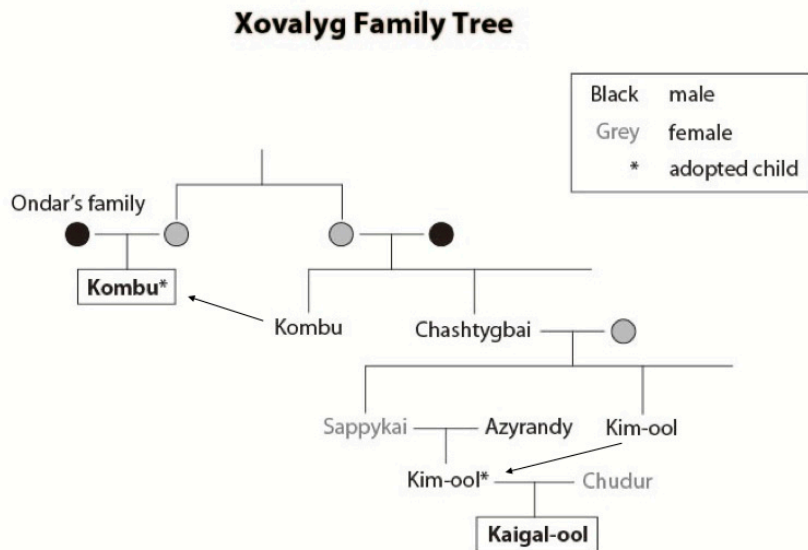 Xovalyg Family Tree
Black male
Grey female
* adopted child
Ondar's family
Kombu*
Kombu
Chashtygbai
Sappykai
Azyrandy
Kim-ool
Kim-ool*
Chudur
Kaigal-ool